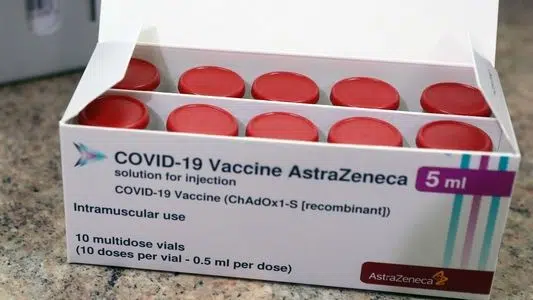 COVID-19 Vaccine AstraZeneca 5 ml
solution for injection
COVID-19 Vaccine (ChAdOx1-S [recombinant])
Intramuscular use
10 multidose vials
(10 doses per vial - 0.5 ml per dose)
AstraZeneca